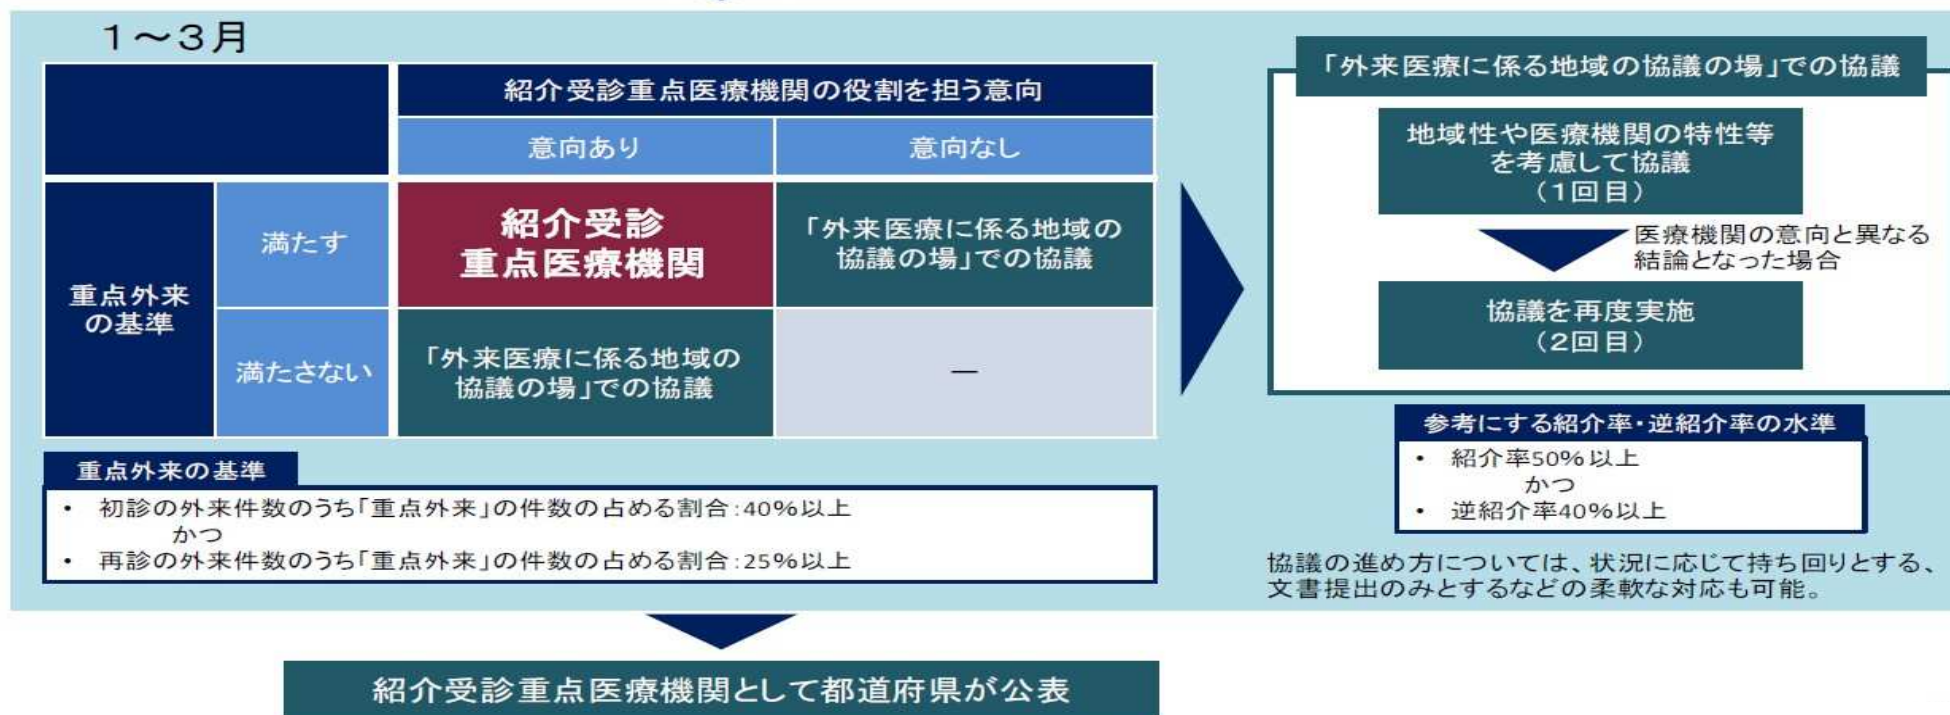 1~3月
紹介受診重点医療機関の役割を担う意向
意向あり
意向なし
重点外来
の基準
満たす
紹介受診
重点医療機関
「外来医療に係る地域の
協議の場」での協議
満たさない
「外来医療に係る地域の
協議の場」での協議
―
重点外来の基準
• 初診の外来件数のうち「重点外来」の件数の占める割合:40%以上
かつ
• 再診の外来件数のうち「重点外来」の件数の占める割合:25%以上
「外来医療に係る地域の協議の場」での協議
地域性や医療機関の特性等
を考慮して協議
(1回目)
医療機関の意向と異なる
結論となった場合
協議を再度実施
(2回目)
参考にする紹介率・逆紹介率の水準
• 紹介率50%以上
かつ
• 逆紹介率40%以上
協議の進め方については、状況に応じて持ち回りとする、
文書提出のみとするなどの柔軟な対応も可能。
紹介受診重点医療機関として都道府県が公表